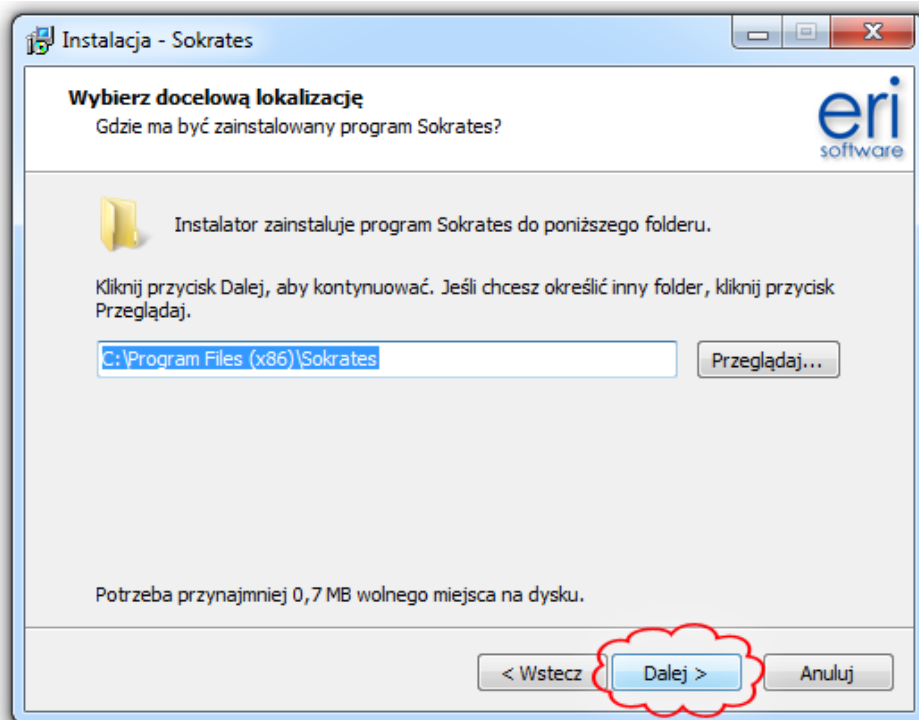 Instalacja - Sokrates
Wybierz docelową lokalizację
Gdzie ma być zainstalowany program Sokrates?
eri
software
Instalator zainstaluje program Sokrates do poniższego folderu.
Kliknij przycisk Dalej, aby kontynuować. Jeśli chcesz określić inny folder, kliknij przycisk
Przeglądaj.
C:\Program Files (x86)\Sokrates
Przeglądaj...
Potrzeba przynajmniej 0,7 MB wolnego miejsca na dysku.
< Wstecz
Dalej >
Anuluj